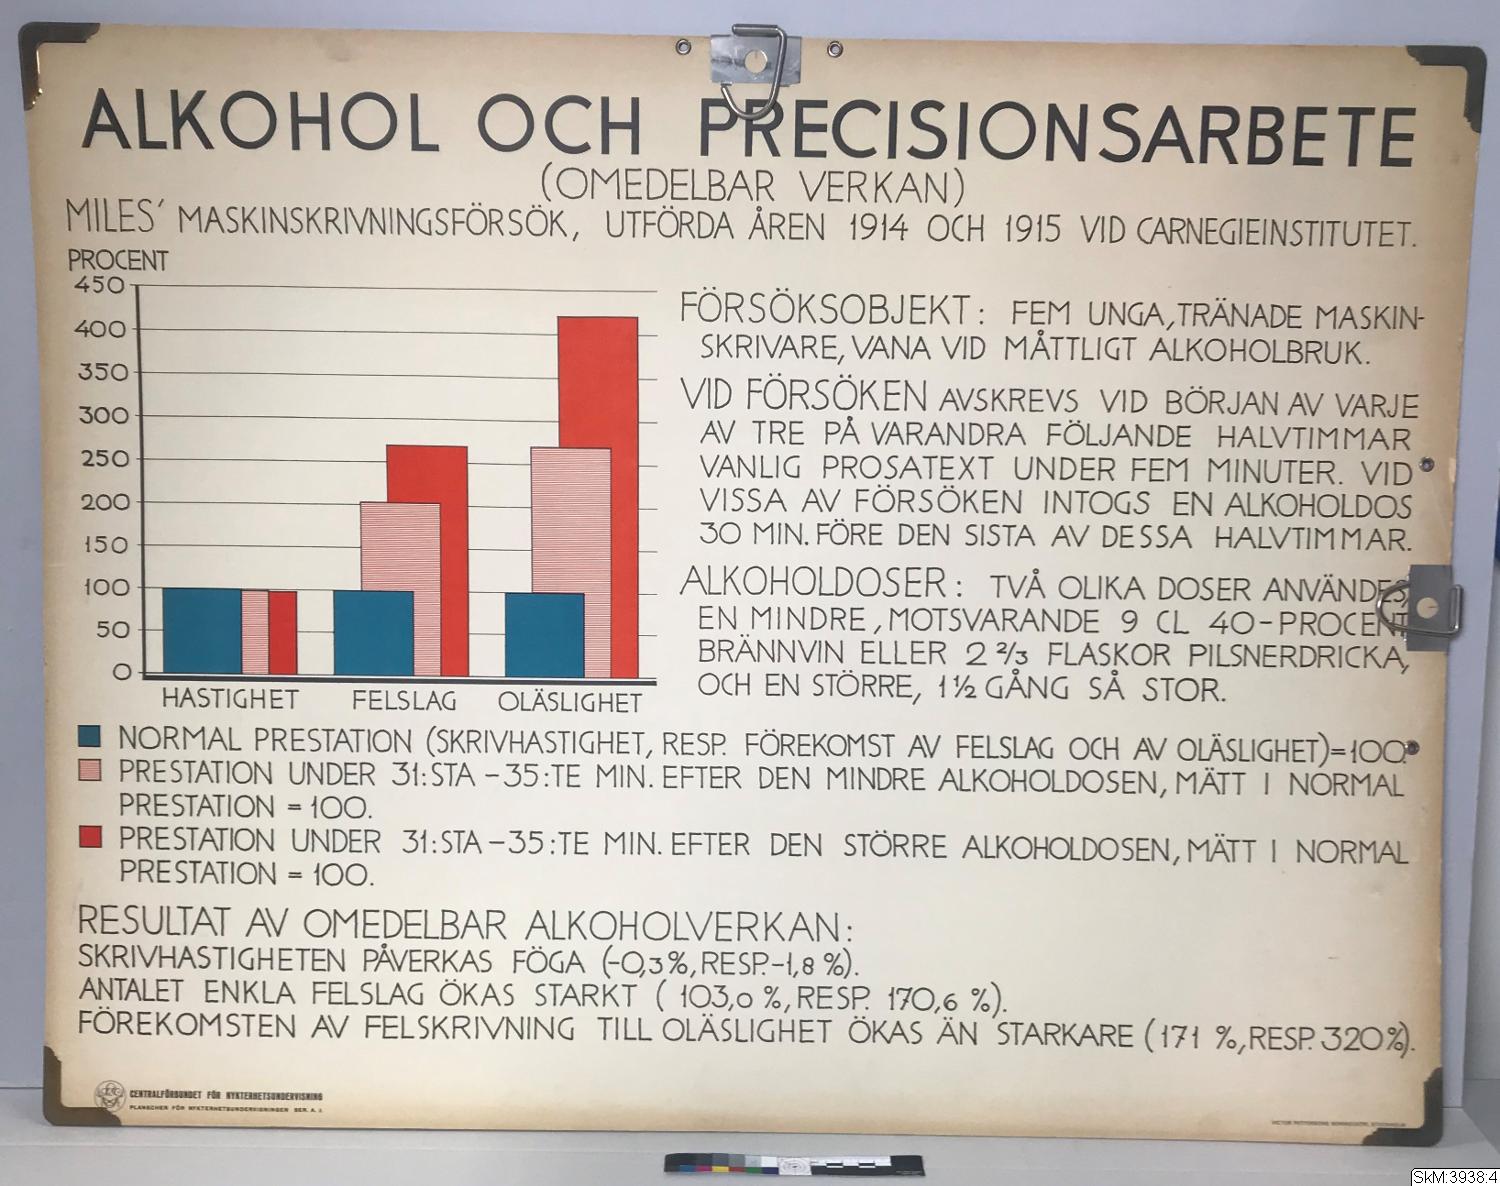 ALKOHOL OCH PRECISIONSARBETE
(OMEDELBAR VERKAN)
MILES' MASKINSKRIVNINGSFÖRSÖK, UTFÖRDA ÅREN 1914 OCH 1915 VID CARNEGIEINSTITUTET.
PROCENT
450
400
350
300
250
200
150
100
50
0
HASTIGHET FELSLAG OLÄSLIGHET
FÖRSÖKSOBJEKT: FEM UNGA, TRÄNADE MASKIN-
SKRIVARE, VANA VID MÅTTLIGT ALKOHOLBRUK.
VID FÖRSÖKEN AVSKREVS VID BÖRJAN AV VARJE
AV TRE PÅ VARANDRA FÖLJANDE HALVTIMMAR
VANLIG PROSATEXT UNDER FEM MINUTER. VID
VISSA AV FÖRSÖKEN INTOGS EN ALKOHOLDOS
30 MIN. FÖRE DEN SISTA AV DESSA HALVTIMMAR.
ALKOHOLDOSER: TVÅ OLIKA DOSER ANVÄNDES,
EN MINDRE, MOTSVARANDE 9 CL 40-PROCENT
BRÄNNVIN ELLER 2 2/3 FLASKOR PILSNERDRICKA,
OCH EN STÖRRE, 1 1/2 GÅNG SÅ STOR.
NORMAL PRESTATION (SKRIVHASTIGHET, RESP. FÖREKOMST AV FELSLAG OCH AV OLÄSLIGHET)=100.
PRESTATION UNDER 31:STA-35:TE MIN. EFTER DEN MINDRE ALKOHOLDOSEN, MÄTT I NORMAL
PRESTATION = 100.
PRESTATION UNDER 31:STA-35:TE MIN. EFTER DEN STÖRRE ALKOHOLDOSEN, MÄTT I NORMAL
PRESTATION = 100.
RESULTAT AV OMEDELBAR ALKOHOLVERKAN:
SKRIVHASTIGHETEN PÅVERKAS FÖGA (-0,3%, RESP.-1,8 %).
ANTALET ENKLA FELSLAG ÖKAS STARKT (103,0 %, RESP. 170,6 %).
FÖREKOMSTEN AV FELSKRIVNING TILL OLÄSLIGHET ÖKAS ÄN STARKARE (171 %, RESP. 320%).
CENTRALFÖRBUNDET FÖR NYKTERHETSUNDERVISNING
PLANSCHER FÖR NYKTERHETSUNDERVISNINGEN SER. A. 2.
SkM:3938:4